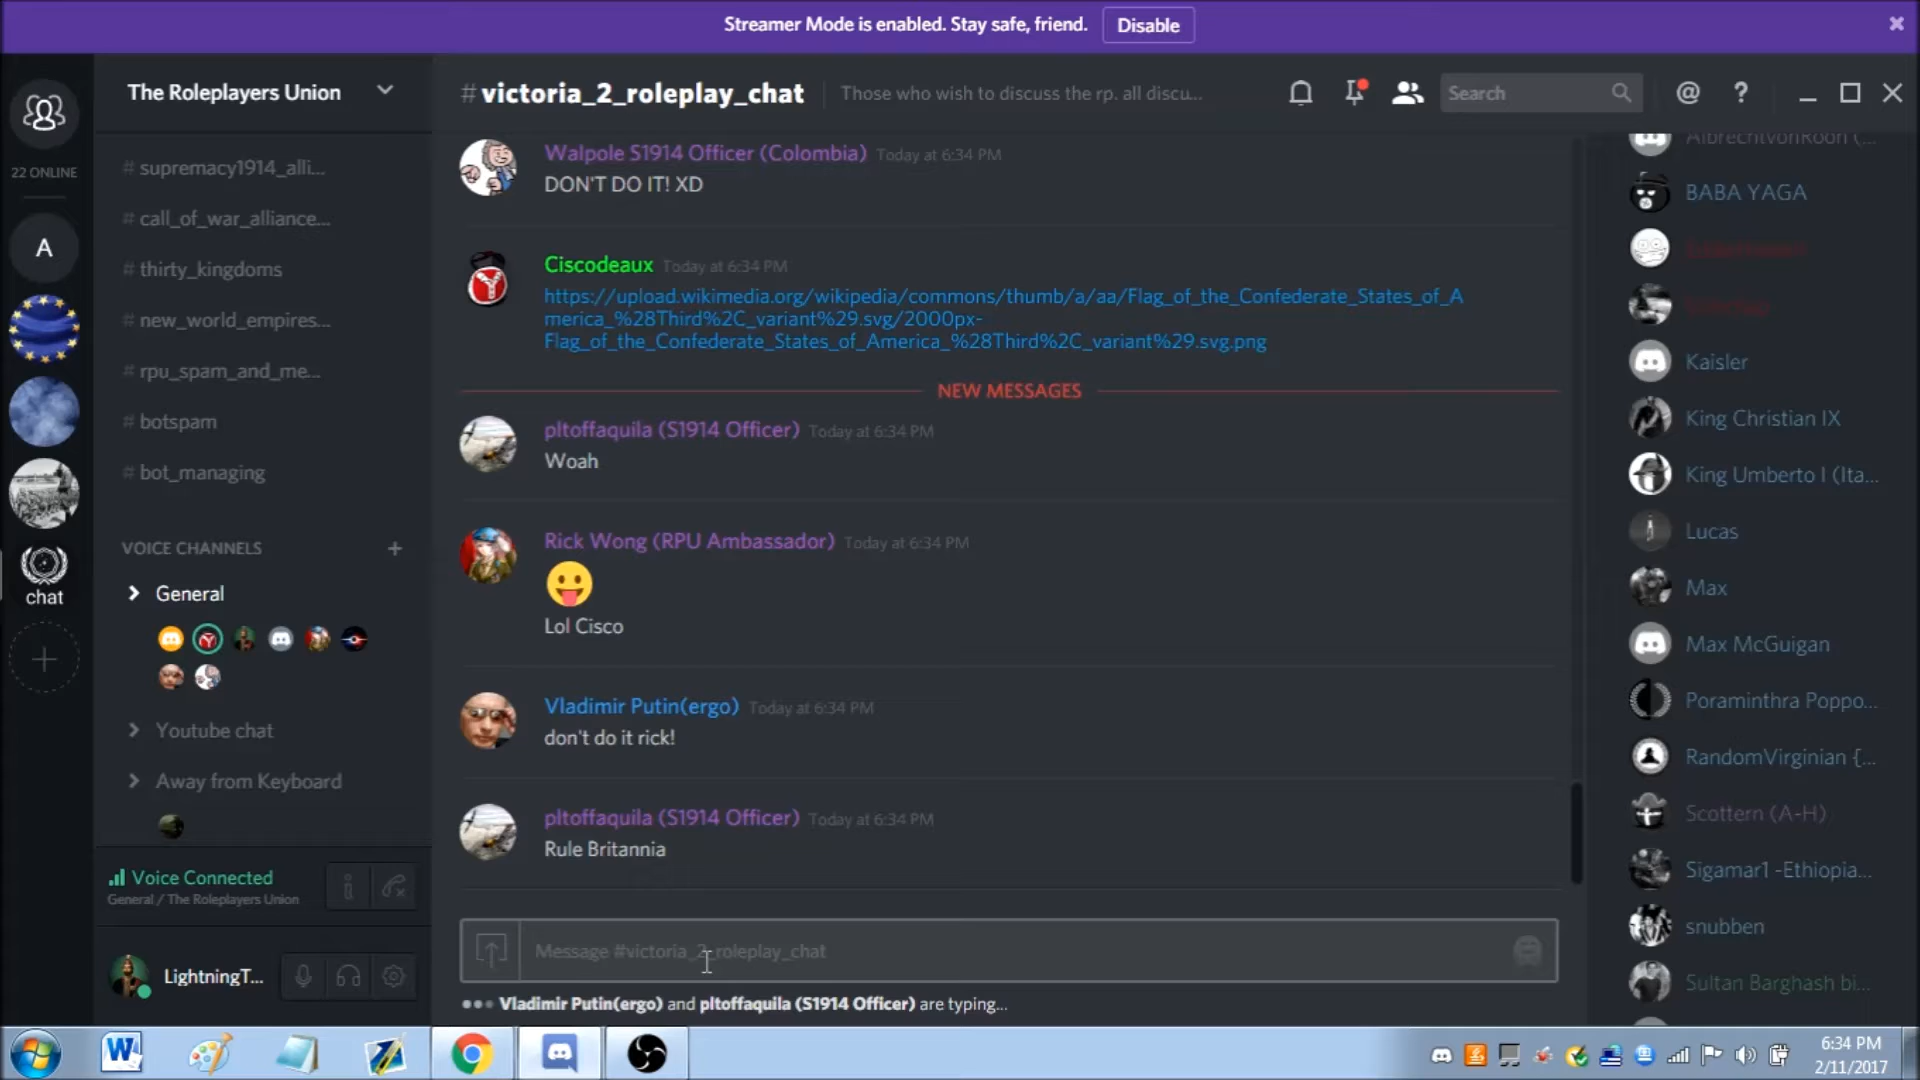 Streamer Mode is enabled. Stay safe, friend.
Disable
22 ONLINE
A
chat
The Roleplayers Union
# supremacy1914_alli...
# call_of_war_alliance...
# thirty_kingdoms
# new_world_empires...
# rpu_spam_and_me...
# botspam
# bot_managing
VOICE CHANNELS
General
Youtube chat
Away from Keyboard
Voice Connected
General / The Roleplayers Union
LightningT...
#victoria_2_roleplay_chat
Those who wish to discuss the rp. all discu...
Search
Walpole S1914 Officer (Colombia) Today at 6:34 PM
DON'T DO IT! XD
Ciscodeaux Today at 6:34 PM
https://upload.wikimedia.org/wikipedia/commons/thumb/a/aa/Flag_of_the_Confederate_States_of_A
merica_%28Third%2C_variant%29.svg/2000px-
Flag_of_the_Confederate_States_of_America_%28Third%2C_variant%29.svg.png
NEW MESSAGES
pltoffaquila (S1914 Officer) Today at 6:34 PM
Woah
Rick Wong (RPU Ambassador) Today at 6:34 PM
Lol Cisco
Vladimir Putin(ergo) Today at 6:34 PM
don't do it rick!
pltoffaquila (S1914 Officer) Today at 6:34 PM
Rule Britannia
Message #victoria_2_roleplay_chat
Vladimir Putin(ergo) and pltoffaquila (S1914 Officer) are typing...
AlbrechtvonRoon (...
BABA YAGA
Kaisler
King Christian IX
King Umberto I (Ita...
Lucas
Max
Max McGuigan
Poraminthra Poppo...
RandomVirginian {...
Scottern (A-H)
Sigamar1 -Ethiopia...
snubben
Sultan Barghash bi...
6:34 PM
2/11/2017